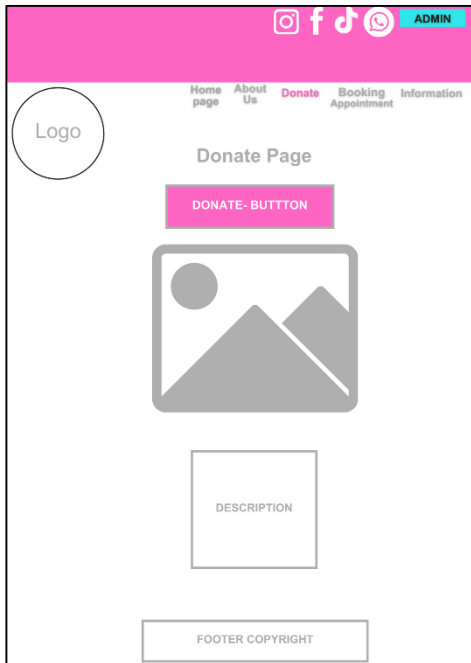 ADMIN
Home page
About Us
Donate
Booking Appointment
Information
Logo
Donate Page
DONATE- BUTTTON
DESCRIPTION
FOOTER COPYRIGHT